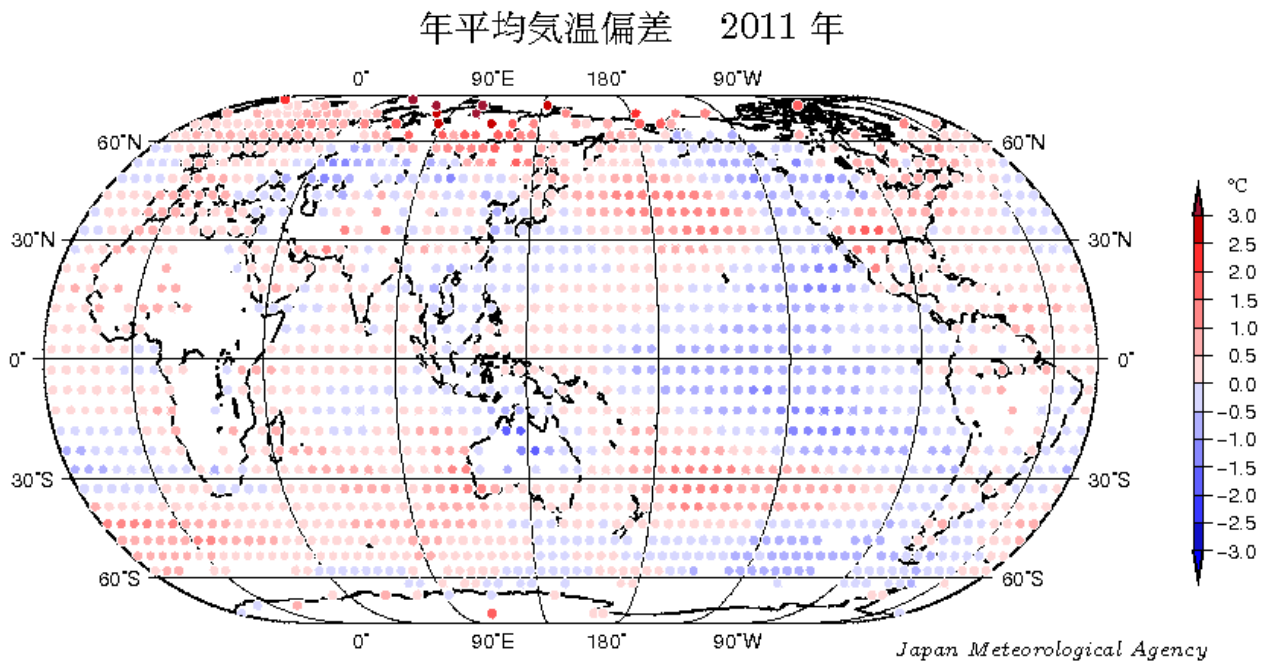 年平均気温偏差 2011 年
0° 90°E 180° 90°W
60°N 60°N
30°N 30°N
0° 0°
30°S 30°S
60°S 60°S
0° 90°E 180° 90°W
°C
3.0
2.5
2.0
1.5
1.0
0.5
0.0
−0.5
−1.0
−1.5
−2.0
−2.5
−3.0
Japan Meteorological Agency